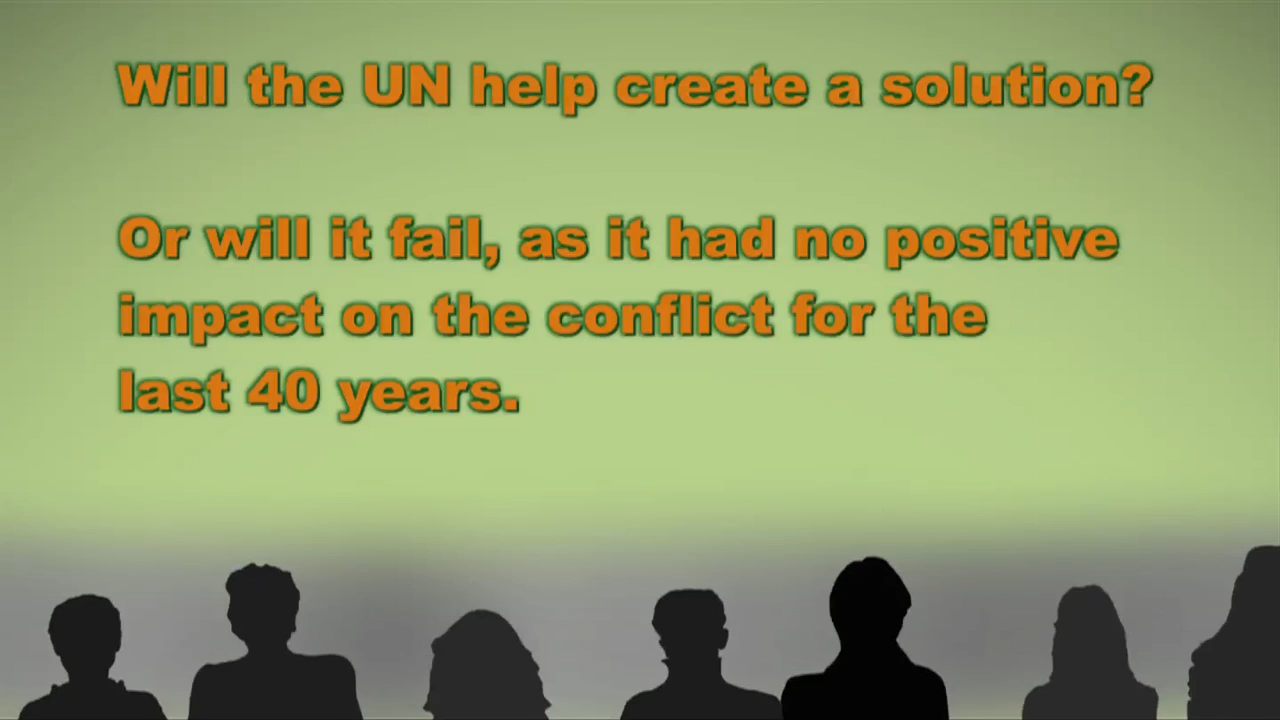 Will the UN help create a solution?
Or will it fail, as it had no positive
impact on the conflict for the
last 40 years.